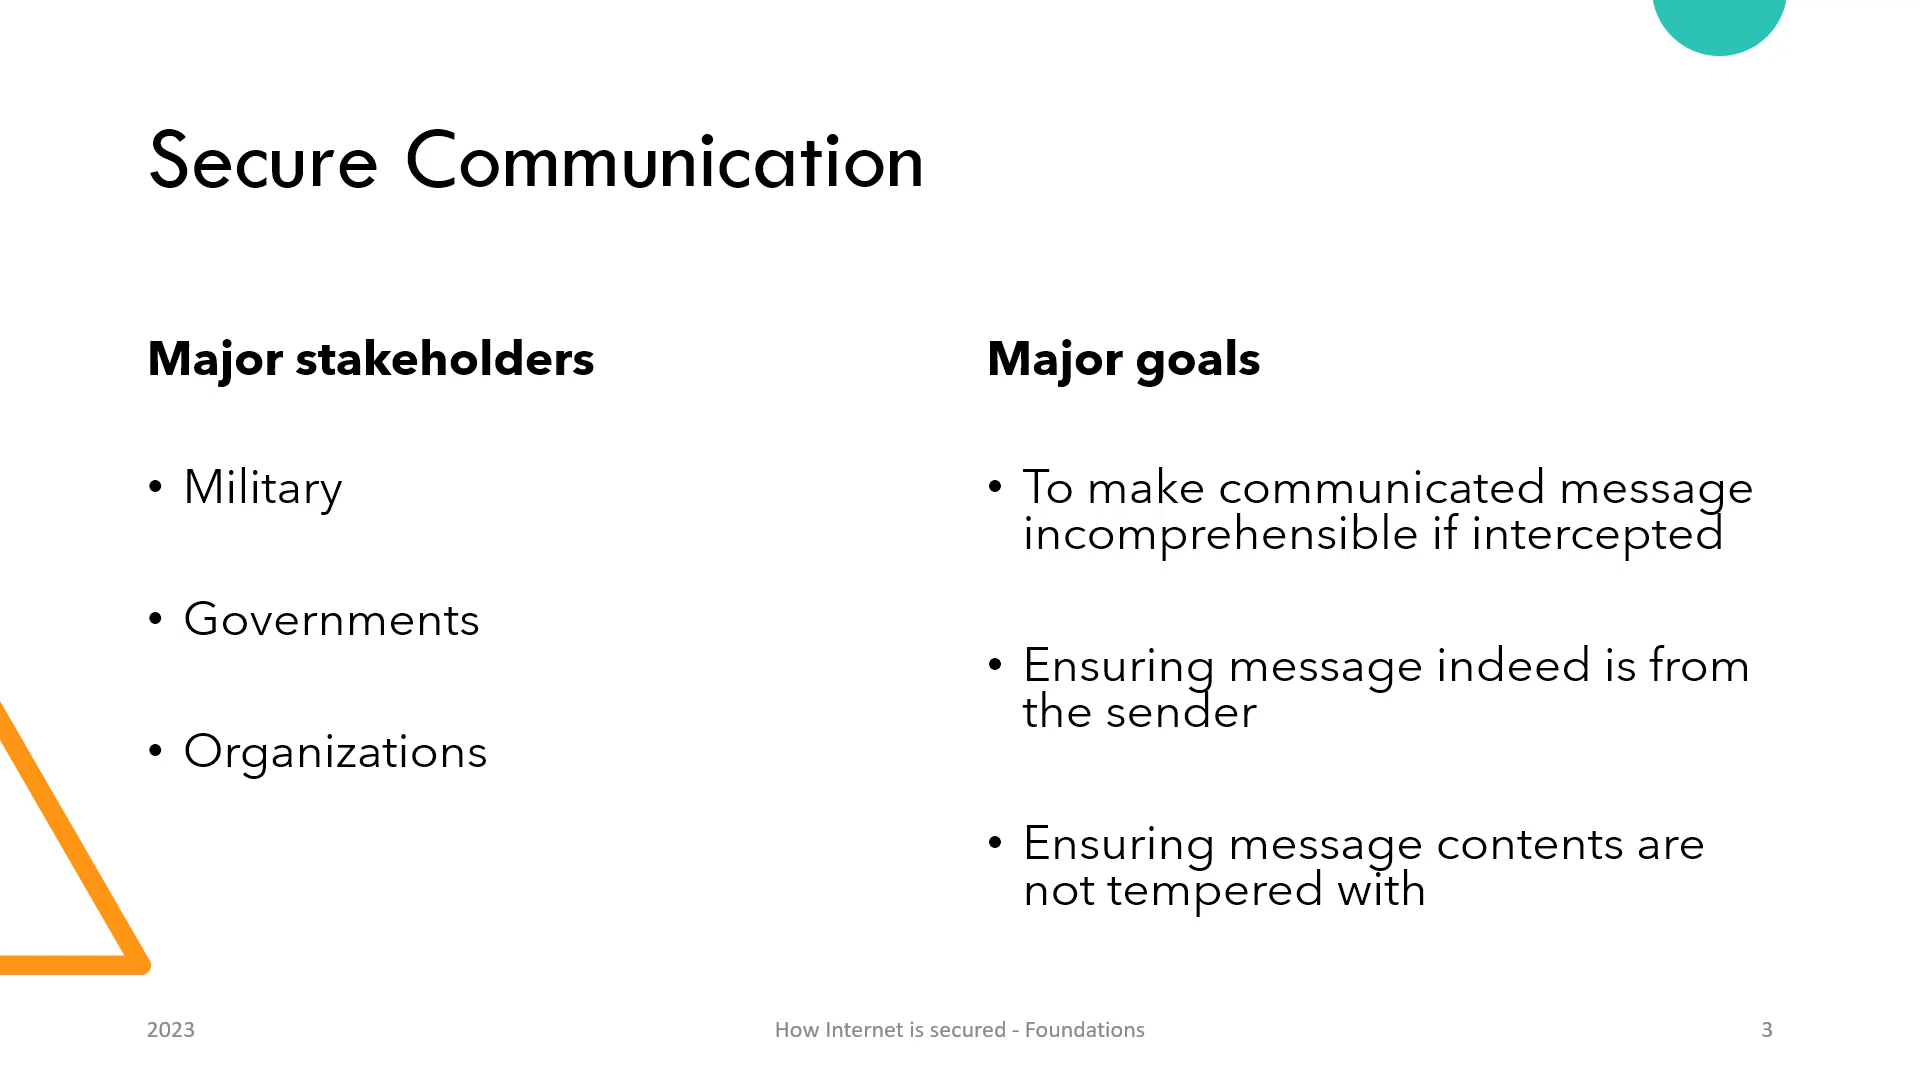 Secure Communication
Major stakeholders
• Military
• Governments
• Organizations
Major goals
• To make communicated message
incomprehensible if intercepted
• Ensuring message indeed is from
the sender
• Ensuring message contents are
not tempered with
2023
How Internet is secured - Foundations
3